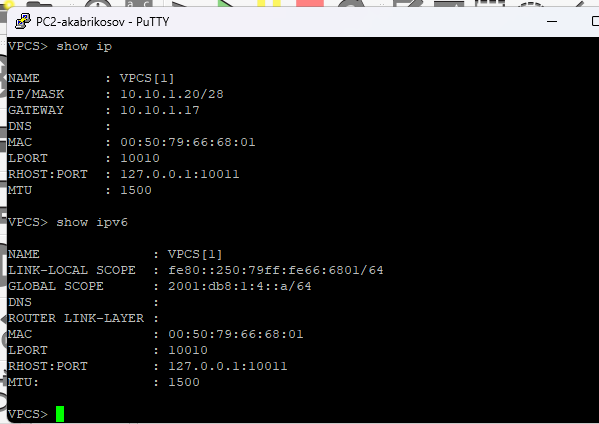 PC2-akabrikosov - PuTTY
VPCS> show ip
NAME : VPCS[1]
IP/MASK : 10.10.1.20/28
GATEWAY : 10.10.1.17
DNS :
MAC : 00:50:79:66:68:01
LPORT : 10010
RHOST:PORT : 127.0.0.1:10011
MTU : 1500
VPCS> show ipv6
NAME : VPCS[1]
LINK-LOCAL SCOPE : fe80::250:79ff:fe66:6801/64
GLOBAL SCOPE : 2001:db8:1:4::a/64
DNS :
ROUTER LINK-LAYER :
MAC : 00:50:79:66:68:01
LPORT : 10010
RHOST:PORT : 127.0.0.1:10011
MTU: : 1500
VPCS>